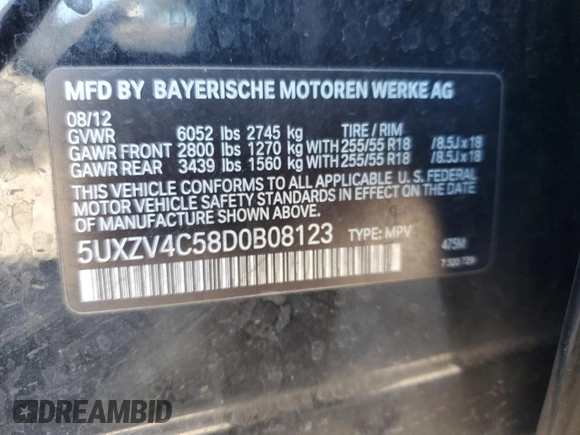 MFD BY BAYERISCHE MOTOREN WERKE AG
08/12
GVWR 6052 lbs 2745 kg TIRE / RIM
GAWR FRONT 2800 lbs 1270 kg WITH 255/55 R18 /8.5J x 18
GAWR REAR 3439 lbs 1560 kg WITH 255/55 R18 /8.5J x 18
THIS VEHICLE CONFORMS TO ALL APPLICABLE U. S. FEDERAL
MOTOR VEHICLE SAFETY STANDARDS IN EFFECT ON THE DATE
OF MANUFACTURE SHOWN ABOVE.
5UXZV4C58D0B08123 TYPE: MPV 475M
7 320 729
DREAMBID